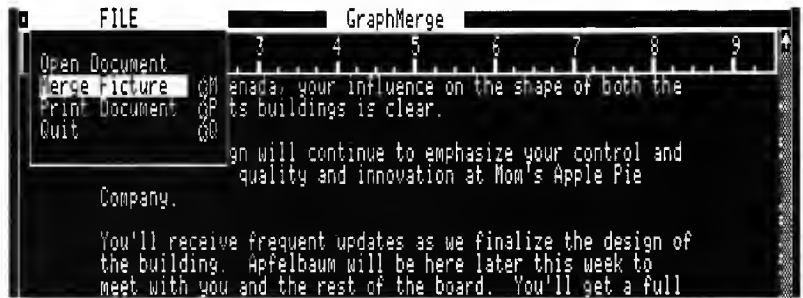 FILE GraphMerge
3 4 5 6 7 8 9
Open Document
Merge Picture M enada, your influence on the shape of both the
Print Document P ts buildings is clear.
Quit Q
gn will continue to emphasize your control and
quality and innovation at Mom's Apple Pie
Company.
You'll receive frequent updates as we finalize the design of
the building. Apfelbaum will be here later this week to
meet with you and the rest of the board. You'll get a full